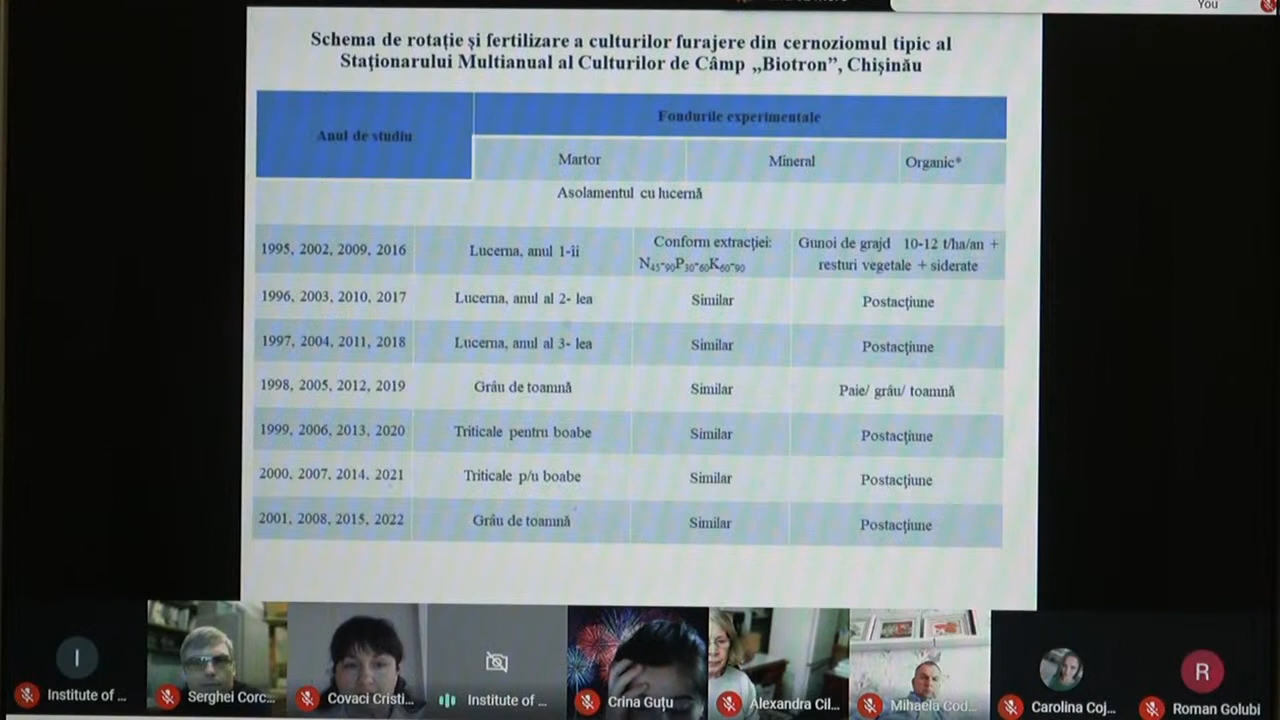 You
Schema de rotație și fertilizare a culturilor furajere din cernoziomul tipic al
Staționarului Multianual al Culturilor de Câmp „Biotron”, Chișinău
Anul de studiu
Fondurile experimentale
Martor
Mineral
Organic*
Asolamentul cu lucernă
1995, 2002, 2009, 2016
Lucerna, anul 1-îi
Conform extracției:
N45-90P30-60K60-90
Gunoi de grajd 10-12 t/ha/an +
resturi vegetale + siderate
1996, 2003, 2010, 2017
Lucerna, anul al 2- lea
Similar
Postacțiune
1997, 2004, 2011, 2018
Lucerna, anul al 3- lea
Similar
Postacțiune
1998, 2005, 2012, 2019
Grâu de toamnă
Similar
Paie/ grâu/ toamnă
1999, 2006, 2013, 2020
Triticale pentru boabe
Similar
Postacțiune
2000, 2007, 2014, 2021
Triticale p/u boabe
Similar
Postacțiune
2001, 2008, 2015, 2022
Grâu de toamnă
Similar
Postacțiune
I
R
Institute of ...
Serghei Corc...
Covaci Cristi...
Institute of ...
Crina Guțu
Alexandra Cil...
Mihaela Cod...
Carolina Coj...
Roman Golubi